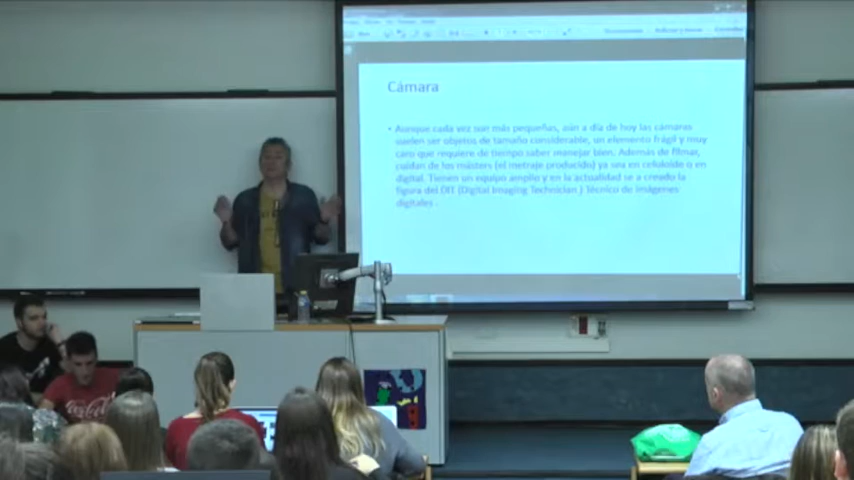 Cámara
• Aunque cada vez son más pequeñas, aún a día de hoy las cámaras
suelen ser objetos de tamaño considerable, un elemento frágil y muy
caro que requiere de tiempo saber manejar bien. Además de filmar,
cuidan de los másters (el metraje producido) ya sea en celuloide o en
digital. Tienen un equipo amplio y en la actualidad se a creado la
figura del DIT (Digital Imaging Technician ) Técnico de imágenes
digitales .
Coca-Cola